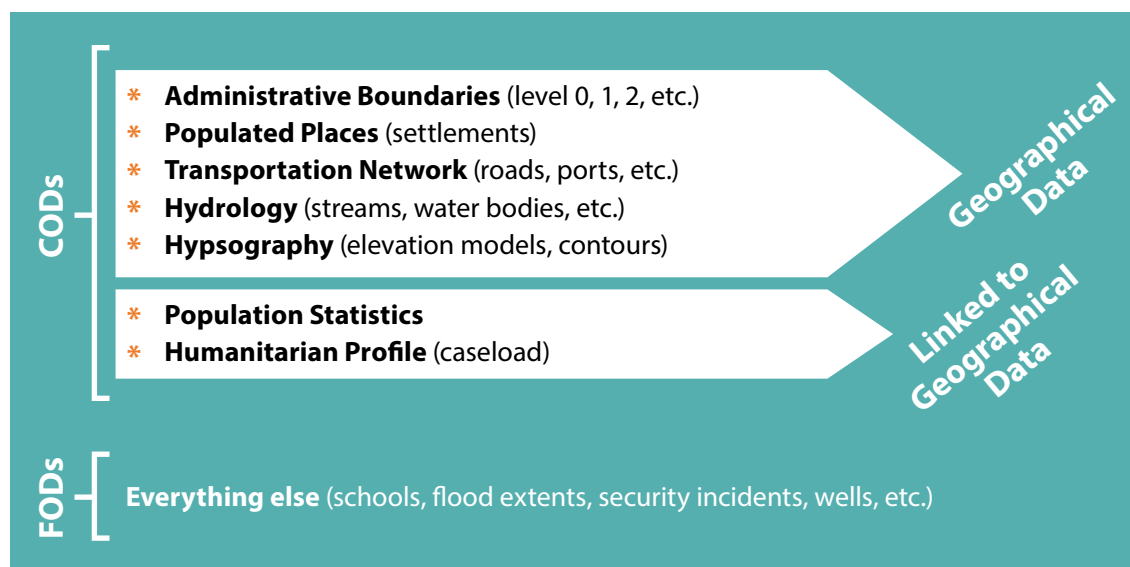 CODs
* Administrative Boundaries (level 0, 1, 2, etc.)
* Populated Places (settlements)
* Transportation Network (roads, ports, etc.)
* Hydrology (streams, water bodies, etc.)
* Hypsography (elevation models, contours)
Geographical
Data
* Population Statistics
* Humanitarian Profile (caseload)
Linked to
Geographical
Data
FODs
Everything else (schools, flood extents, security incidents, wells, etc.)